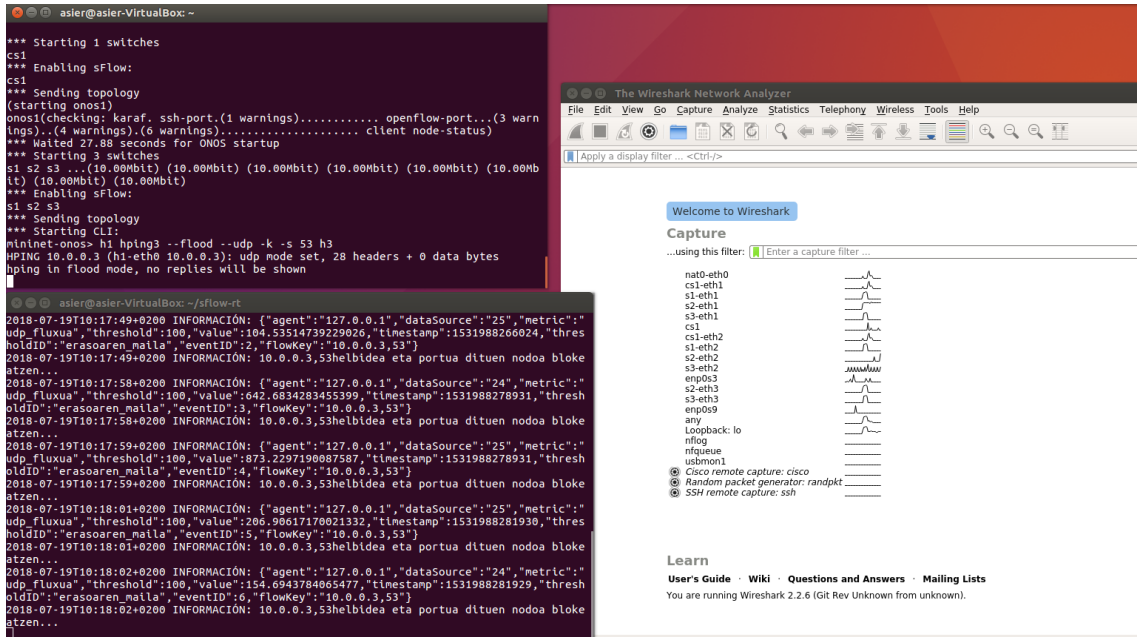 asier@asier-VirtualBox: ~
*** Starting 1 switches
cs1
*** Enabling sFlow:
cs1
*** Sending topology
(starting onos1)
onos1(checking: karaf. ssh-port.(1 warnings)............ openflow-port...(3 warn
ings)..(4 warnings).(6 warnings)..................... client node-status)
*** Waited 27.88 seconds for ONOS startup
*** Starting 3 switches
s1 s2 s3 ...(10.00Mbit) (10.00Mbit) (10.00Mbit) (10.00Mbit) (10.00Mbit) (10.00Mb
it) (10.00Mbit) (10.00Mbit)
*** Enabling sFlow:
s1 s2 s3
*** Sending topology
*** Starting CLI:
mininet-onos> h1 hping3 --flood --udp -k -s 53 h3
HPING 10.0.0.3 (h1-eth0 10.0.0.3): udp mode set, 28 headers + 0 data bytes
hping in flood mode, no replies will be shown
asier@asier-VirtualBox: ~/sflow-rt
2018-07-19T10:17:49+0200 INFORMACIÓN: {"agent":"127.0.0.1","dataSource":"25","metric":"
udp_fluxua","threshold":100,"value":104.53514739229026,"timestamp":1531988266024,"thres
holdID":"erasoaren_maila","eventID":2,"flowKey":"10.0.0.3,53"}
2018-07-19T10:17:49+0200 INFORMACIÓN: 10.0.0.3,53helbidea eta portua dituen nodoa bloke
atzen...
2018-07-19T10:17:58+0200 INFORMACIÓN: {"agent":"127.0.0.1","dataSource":"24","metric":"
udp_fluxua","threshold":100,"value":642.6834283455399,"timestamp":1531988278931,"thresh
oldID":"erasoaren_maila","eventID":3,"flowKey":"10.0.0.3,53"}
2018-07-19T10:17:58+0200 INFORMACIÓN: 10.0.0.3,53helbidea eta portua dituen nodoa bloke
atzen...
2018-07-19T10:17:59+0200 INFORMACIÓN: {"agent":"127.0.0.1","dataSource":"25","metric":"
udp_fluxua","threshold":100,"value":873.2297190087587,"timestamp":1531988278931,"thresh
oldID":"erasoaren_maila","eventID":4,"flowKey":"10.0.0.3,53"}
2018-07-19T10:17:59+0200 INFORMACIÓN: 10.0.0.3,53helbidea eta portua dituen nodoa bloke
atzen...
2018-07-19T10:18:01+0200 INFORMACIÓN: {"agent":"127.0.0.1","dataSource":"25","metric":"
udp_fluxua","threshold":100,"value":206.90617170021332,"timestamp":1531988281930,"thres
holdID":"erasoaren_maila","eventID":5,"flowKey":"10.0.0.3,53"}
2018-07-19T10:18:01+0200 INFORMACIÓN: 10.0.0.3,53helbidea eta portua dituen nodoa bloke
atzen...
2018-07-19T10:18:02+0200 INFORMACIÓN: {"agent":"127.0.0.1","dataSource":"24","metric":"
udp_fluxua","threshold":100,"value":154.6943784065477,"timestamp":1531988281929,"thresh
oldID":"erasoaren_maila","eventID":6,"flowKey":"10.0.0.3,53"}
2018-07-19T10:18:02+0200 INFORMACIÓN: 10.0.0.3,53helbidea eta portua dituen nodoa bloke
atzen...
The Wireshark Network Analyzer
File Edit View Go Capture Analyze Statistics Telephony Wireless Tools Help
Apply a display filter ... <Ctrl-/>
Welcome to Wireshark
Capture
...using this filter: Enter a capture filter ...
nat0-eth0
cs1-eth1
s1-eth1
s2-eth1
s3-eth1
cs1
cs1-eth2
s1-eth2
s2-eth2
s3-eth2
enp0s3
s2-eth3
s3-eth3
enp0s9
any
Loopback: lo
nflog
nfqueue
usbmon1
Cisco remote capture: cisco
Random packet generator: randpkt
SSH remote capture: ssh
Learn
User's Guide · Wiki · Questions and Answers · Mailing Lists
You are running Wireshark 2.2.6 (Git Rev Unknown from unknown).